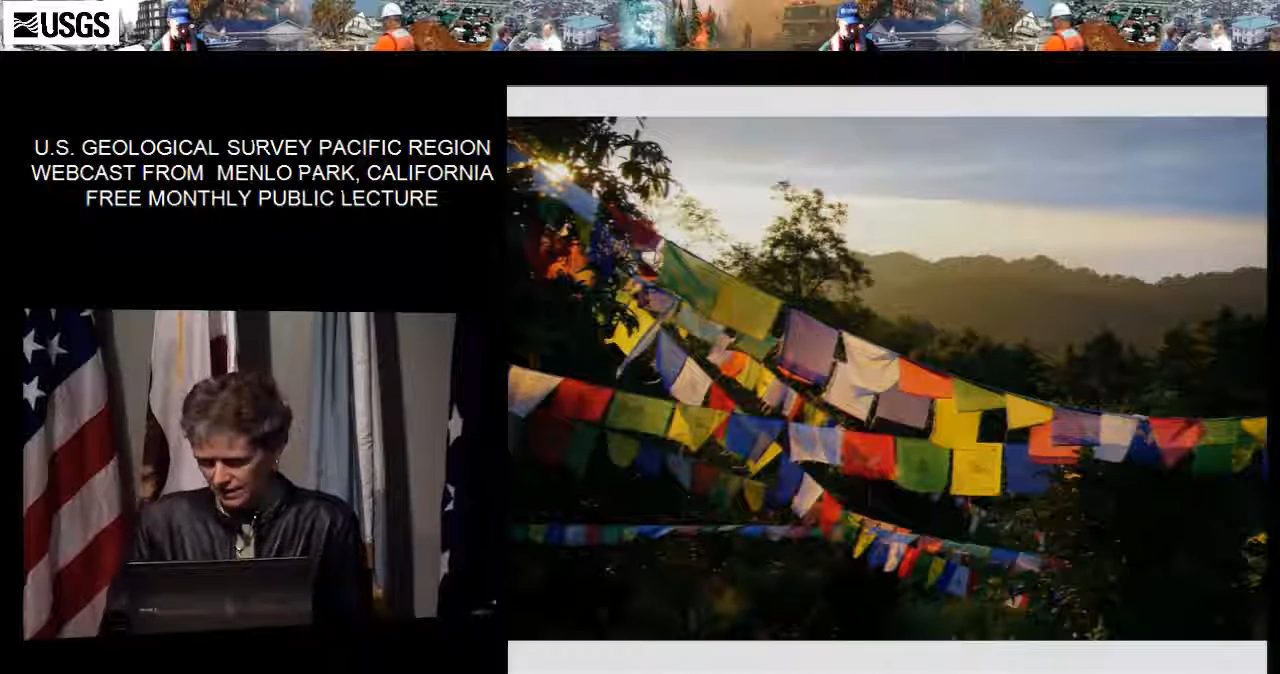 USGS
U.S. GEOLOGICAL SURVEY PACIFIC REGION
WEBCAST FROM MENLO PARK, CALIFORNIA
FREE MONTHLY PUBLIC LECTURE